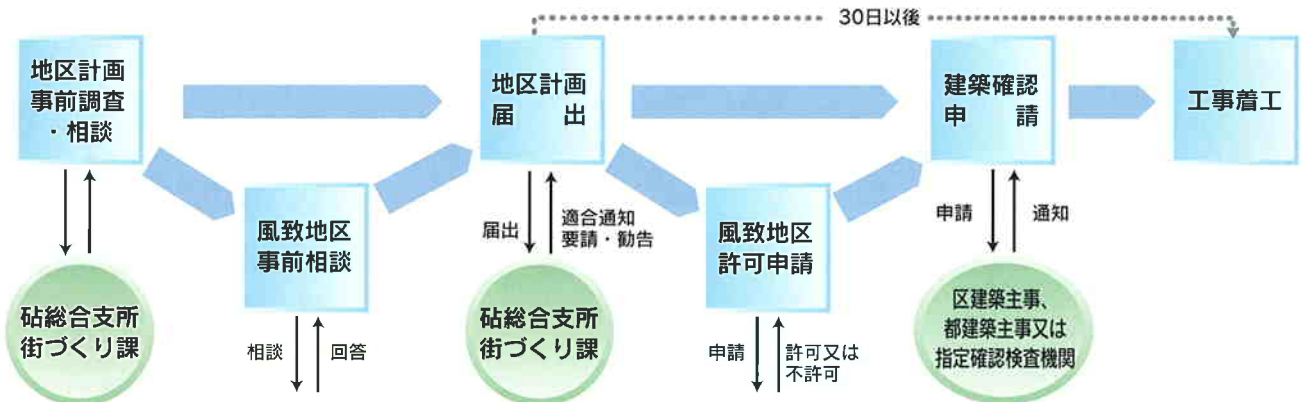 30日以後
地区計画
事前調査
・相談
地区計画
届　出
建築確認
申　請
工事着工
風致地区
事前相談
届出
適合通知
要請・勧告
風致地区
許可申請
申請
通知
砧総合支所
街づくり課
相談
回答
砧総合支所
街づくり課
申請
許可又は
不許可
区建築主事、
都建築主事又は
指定確認検査機関